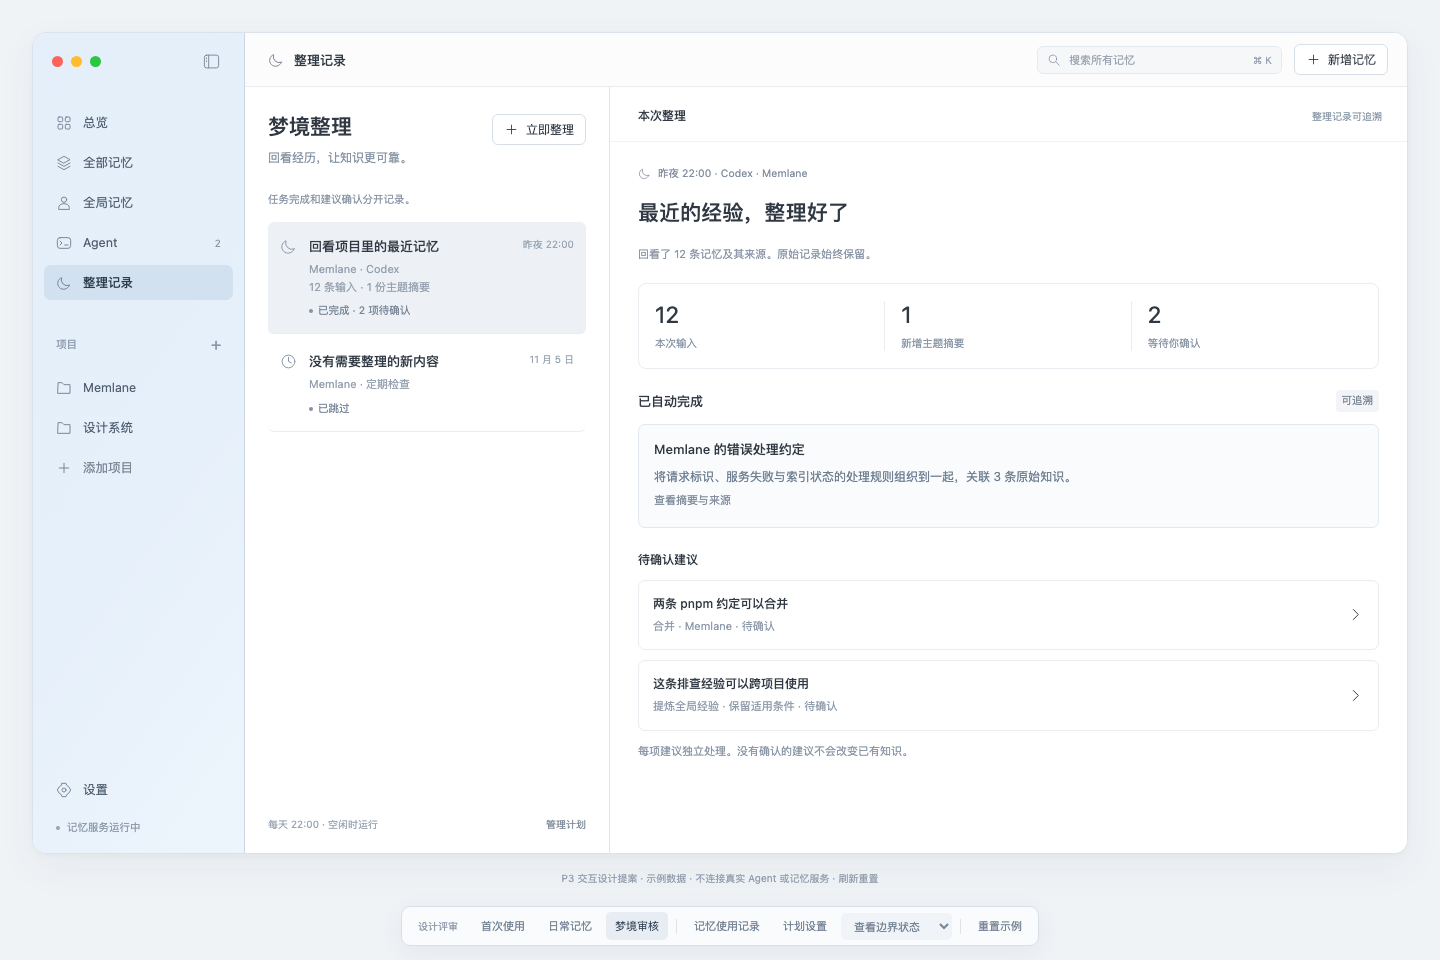 总览
全部记忆
全局记忆
Agent 2
整理记录
项目
Memlane
设计系统
添加项目
设置
记忆服务运行中
整理记录
搜索所有记忆 ⌘ K
新增记忆
梦境整理
立即整理
回看经历，让知识更可靠。
任务完成和建议确认分开记录。
回看项目里的最近记忆 昨夜 22:00
Memlane · Codex
12 条输入 · 1 份主题摘要
已完成 · 2 项待确认
没有需要整理的新内容 11 月 5 日
Memlane · 定期检查
已跳过
每天 22:00 · 空闲时运行 管理计划
本次整理 整理记录可追溯
昨夜 22:00 · Codex · Memlane
最近的经验，整理好了
回看了 12 条记忆及其来源。原始记录始终保留。
12
本次输入
1
新增主题摘要
2
等待你确认
已自动完成 可追溯
Memlane 的错误处理约定
将请求标识、服务失败与索引状态的处理规则组织到一起，关联 3 条原始知识。
查看摘要与来源
待确认建议
两条 pnpm 约定可以合并
合并 · Memlane · 待确认
这条排查经验可以跨项目使用
提炼全局经验 · 保留适用条件 · 待确认
每项建议独立处理。没有确认的建议不会改变已有知识。
P3 交互设计提案 · 示例数据 · 不连接真实 Agent 或记忆服务 · 刷新重置
设计评审 首次使用 日常记忆 梦境审核 记忆使用记录 计划设置 查看边界状态 重置示例